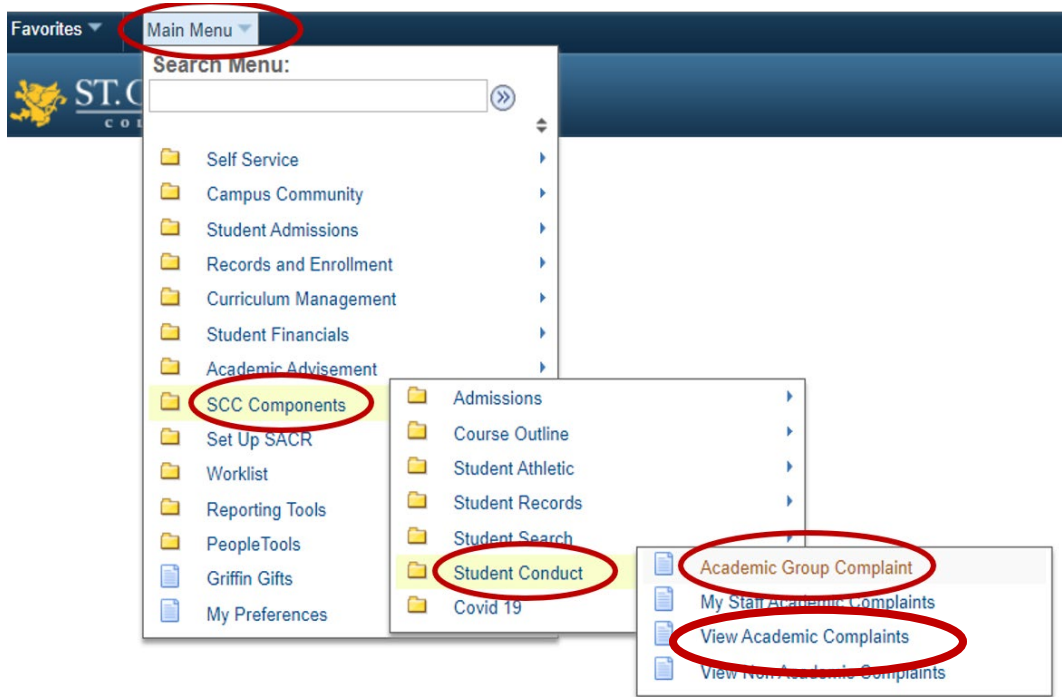 Favorites
Main Menu
Search Menu:
ST. C
CO
Self Service
Campus Community
Student Admissions
Records and Enrollment
Curriculum Management
Student Financials
Academic Advisement
SCC Components
Set Up SACR
Worklist
Reporting Tools
PeopleTools
Griffin Gifts
My Preferences
Admissions
Course Outline
Student Athletic
Student Records
Student Search
Student Conduct
Covid 19
Academic Group Complaint
My Staff Academic Complaints
View Academic Complaints
View Non Academic Complaints